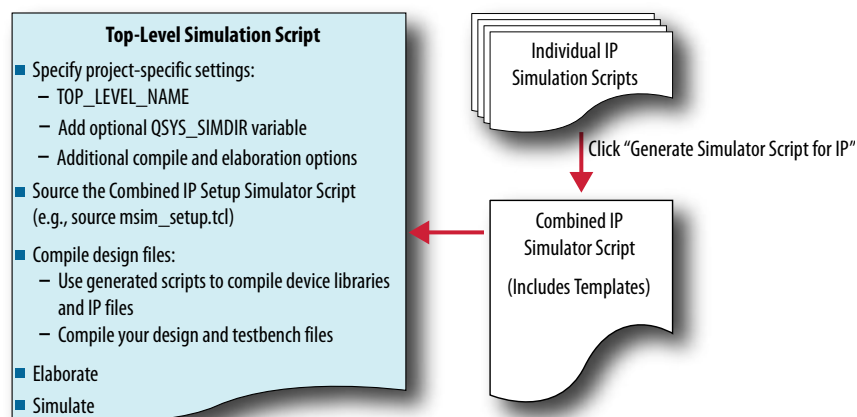 Top-Level Simulation Script
■ Specify project-specific settings:
– TOP_LEVEL_NAME
– Add optional QSYS_SIMDIR variable
– Additional compile and elaboration options
■ Source the Combined IP Setup Simulator Script
(e.g., source msim_setup.tcl)
■ Compile design files:
– Use generated scripts to compile device libraries
and IP files
– Compile your design and testbench files
■ Elaborate
■ Simulate
Individual IP
Simulation Scripts
Click “Generate Simulator Script for IP”
Combined IP
Simulator Script
(Includes Templates)